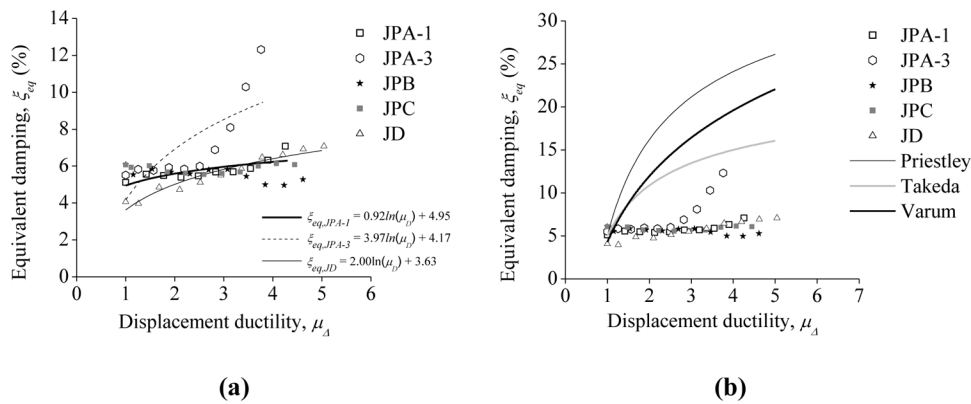 14
12
10
8
6
4
2
0
0 1 2 3 4 5 6
Equivalent damping, ξeq (%)
Displacement ductility, μΔ
JPA-1
JPA-3
JPB
JPC
JD
ξeq,JPA-1 = 0.92ln(μD) + 4.95
ξeq,JPA-3 = 3.97ln(μD) + 4.17
ξeq,JD = 2.00ln(μD) + 3.63
(a)
30
25
20
15
10
5
0
0 1 2 3 4 5 6 7
Equivalent damping, ξeq (%)
Displacement ductility, μΔ
JPA-1
JPA-3
JPB
JPC
JD
Priestley
Takeda
Varum
(b)